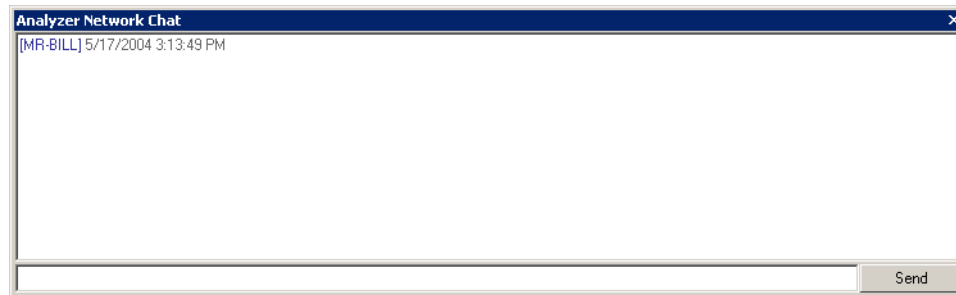 Analyzer Network Chat
[MR-BILL] 5/17/2004 3:13:49 PM
Send